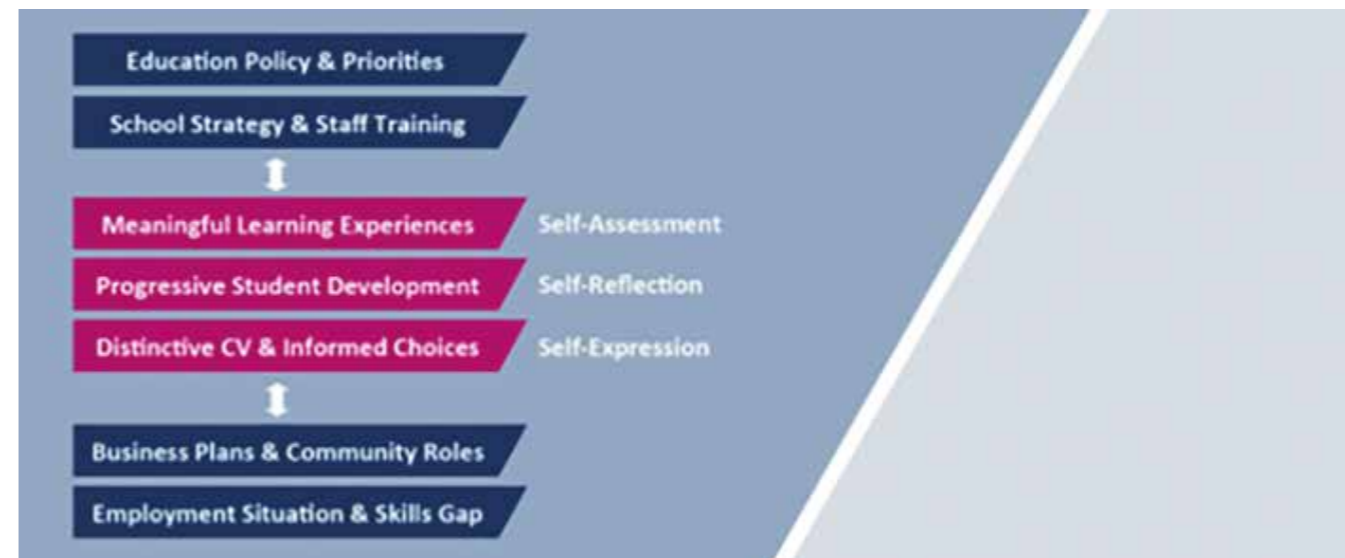 Education Policy & Priorities
School Strategy & Staff Training
Meaningful Learning Experiences Self-Assessment
Progressive Student Development Self-Reflection
Distinctive CV & Informed Choices Self-Expression
Business Plans & Community Roles
Employment Situation & Skills Gap